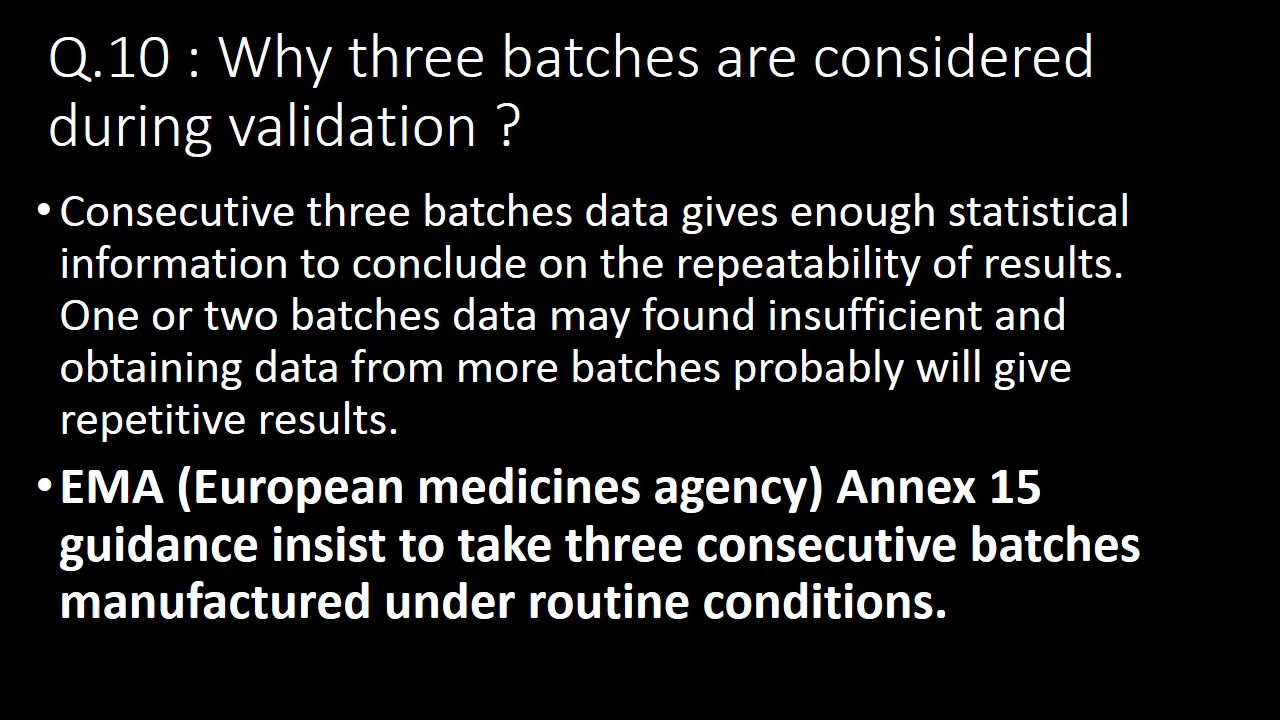 Q.10 : Why three batches are considered
during validation ?
• Consecutive three batches data gives enough statistical
information to conclude on the repeatability of results.
One or two batches data may found insufficient and
obtaining data from more batches probably will give
repetitive results.
• EMA (European medicines agency) Annex 15
guidance insist to take three consecutive batches
manufactured under routine conditions.